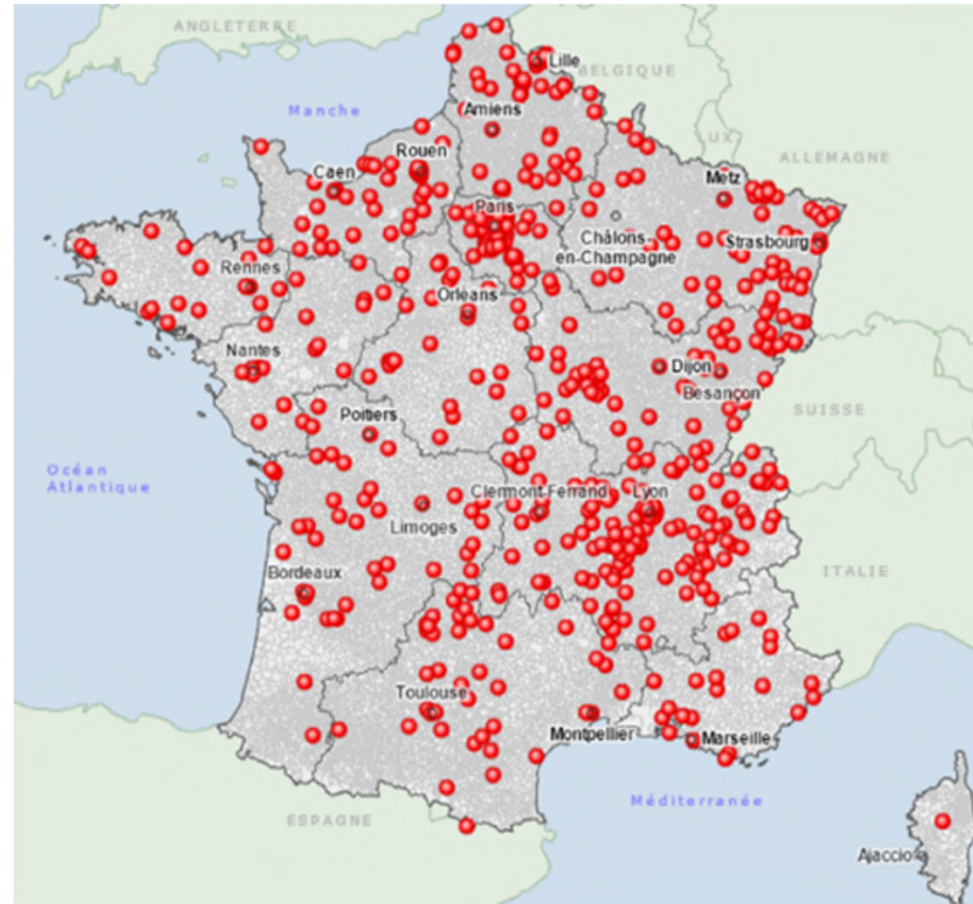 ANGLETERRE
Lille
BELGIQUE
Manche
Amiens
LUX.
ALLEMAGNE
Rouen
Caen
Metz
Paris
Châlons-
en-Champagne
Strasbourg
Rennes
Orléans
Nantes
Dijon
Besançon
Poitiers
SUISSE
Océan
Atlantique
Clermont-Ferrand
Lyon
Limoges
Bordeaux
ITALIE
Toulouse
Montpellier
Marseille
Méditerranée
ESPAGNE
Ajaccio